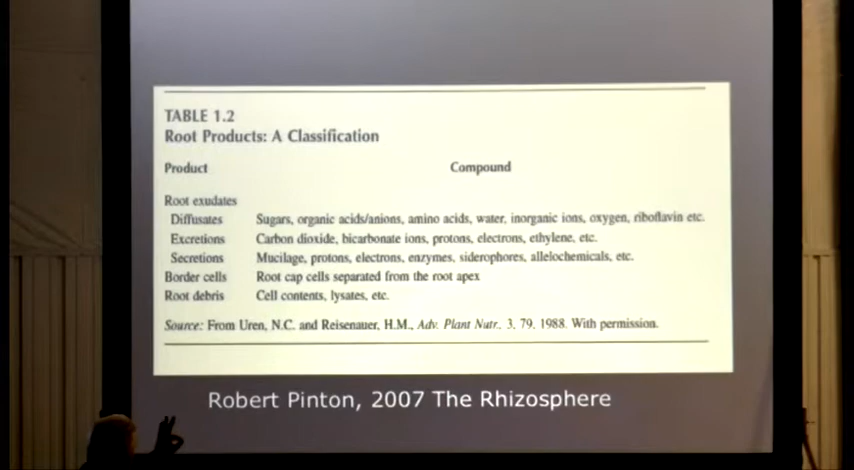 TABLE 1.2
Root Products: A Classification
Product Compound
Root exudates
Diffusates Sugars, organic acids/anions, amino acids, water, inorganic ions, oxygen, riboflavin etc.
Excretions Carbon dioxide, bicarbonate ions, protons, electrons, ethylene, etc.
Secretions Mucilage, protons, electrons, enzymes, siderophores, allelochemicals, etc.
Border cells Root cap cells separated from the root apex
Root debris Cell contents, lysates, etc.
Source: From Uren, N.C. and Reisenauer, H.M., Adv. Plant Nutr. 3, 79, 1988. With permission.
Robert Pinton, 2007 The Rhizosphere